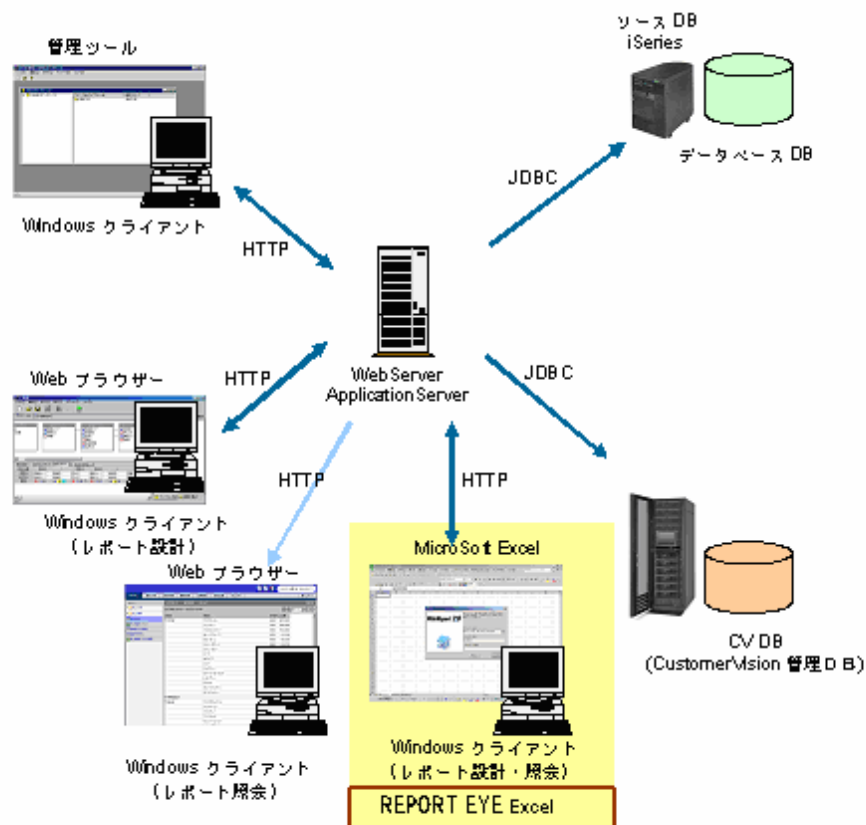 管理ツール
Windows クライアント
HTTP
ソース DB
iSeries
データベース DB
JDBC
Web Server
Application Server
Web ブラウザー
HTTP
Windows クライアント
(レポート設計)
JDBC
HTTP
HTTP
Web ブラウザー
Windows クライアント
(レポート照会)
MicroSoft Excel
Windows クライアント
(レポート設計・照会)
REPORT EYE Excel
CV DB
(CustomerVision 管理DB)